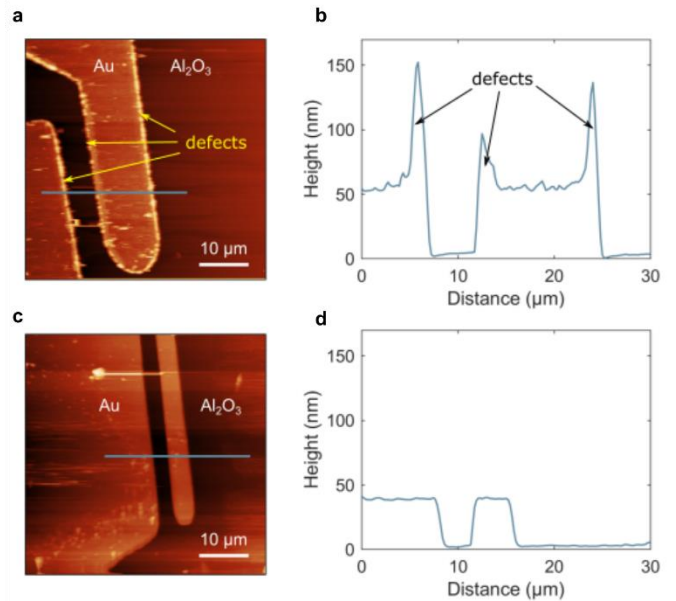 a
Au
Al₂O₃
defects
10 µm
b
150
100
50
0
Height (nm)
defects
0
10
20
30
Distance (µm)
c
Au
Al₂O₃
10 µm
d
150
100
50
0
Height (nm)
0
10
20
30
Distance (µm)